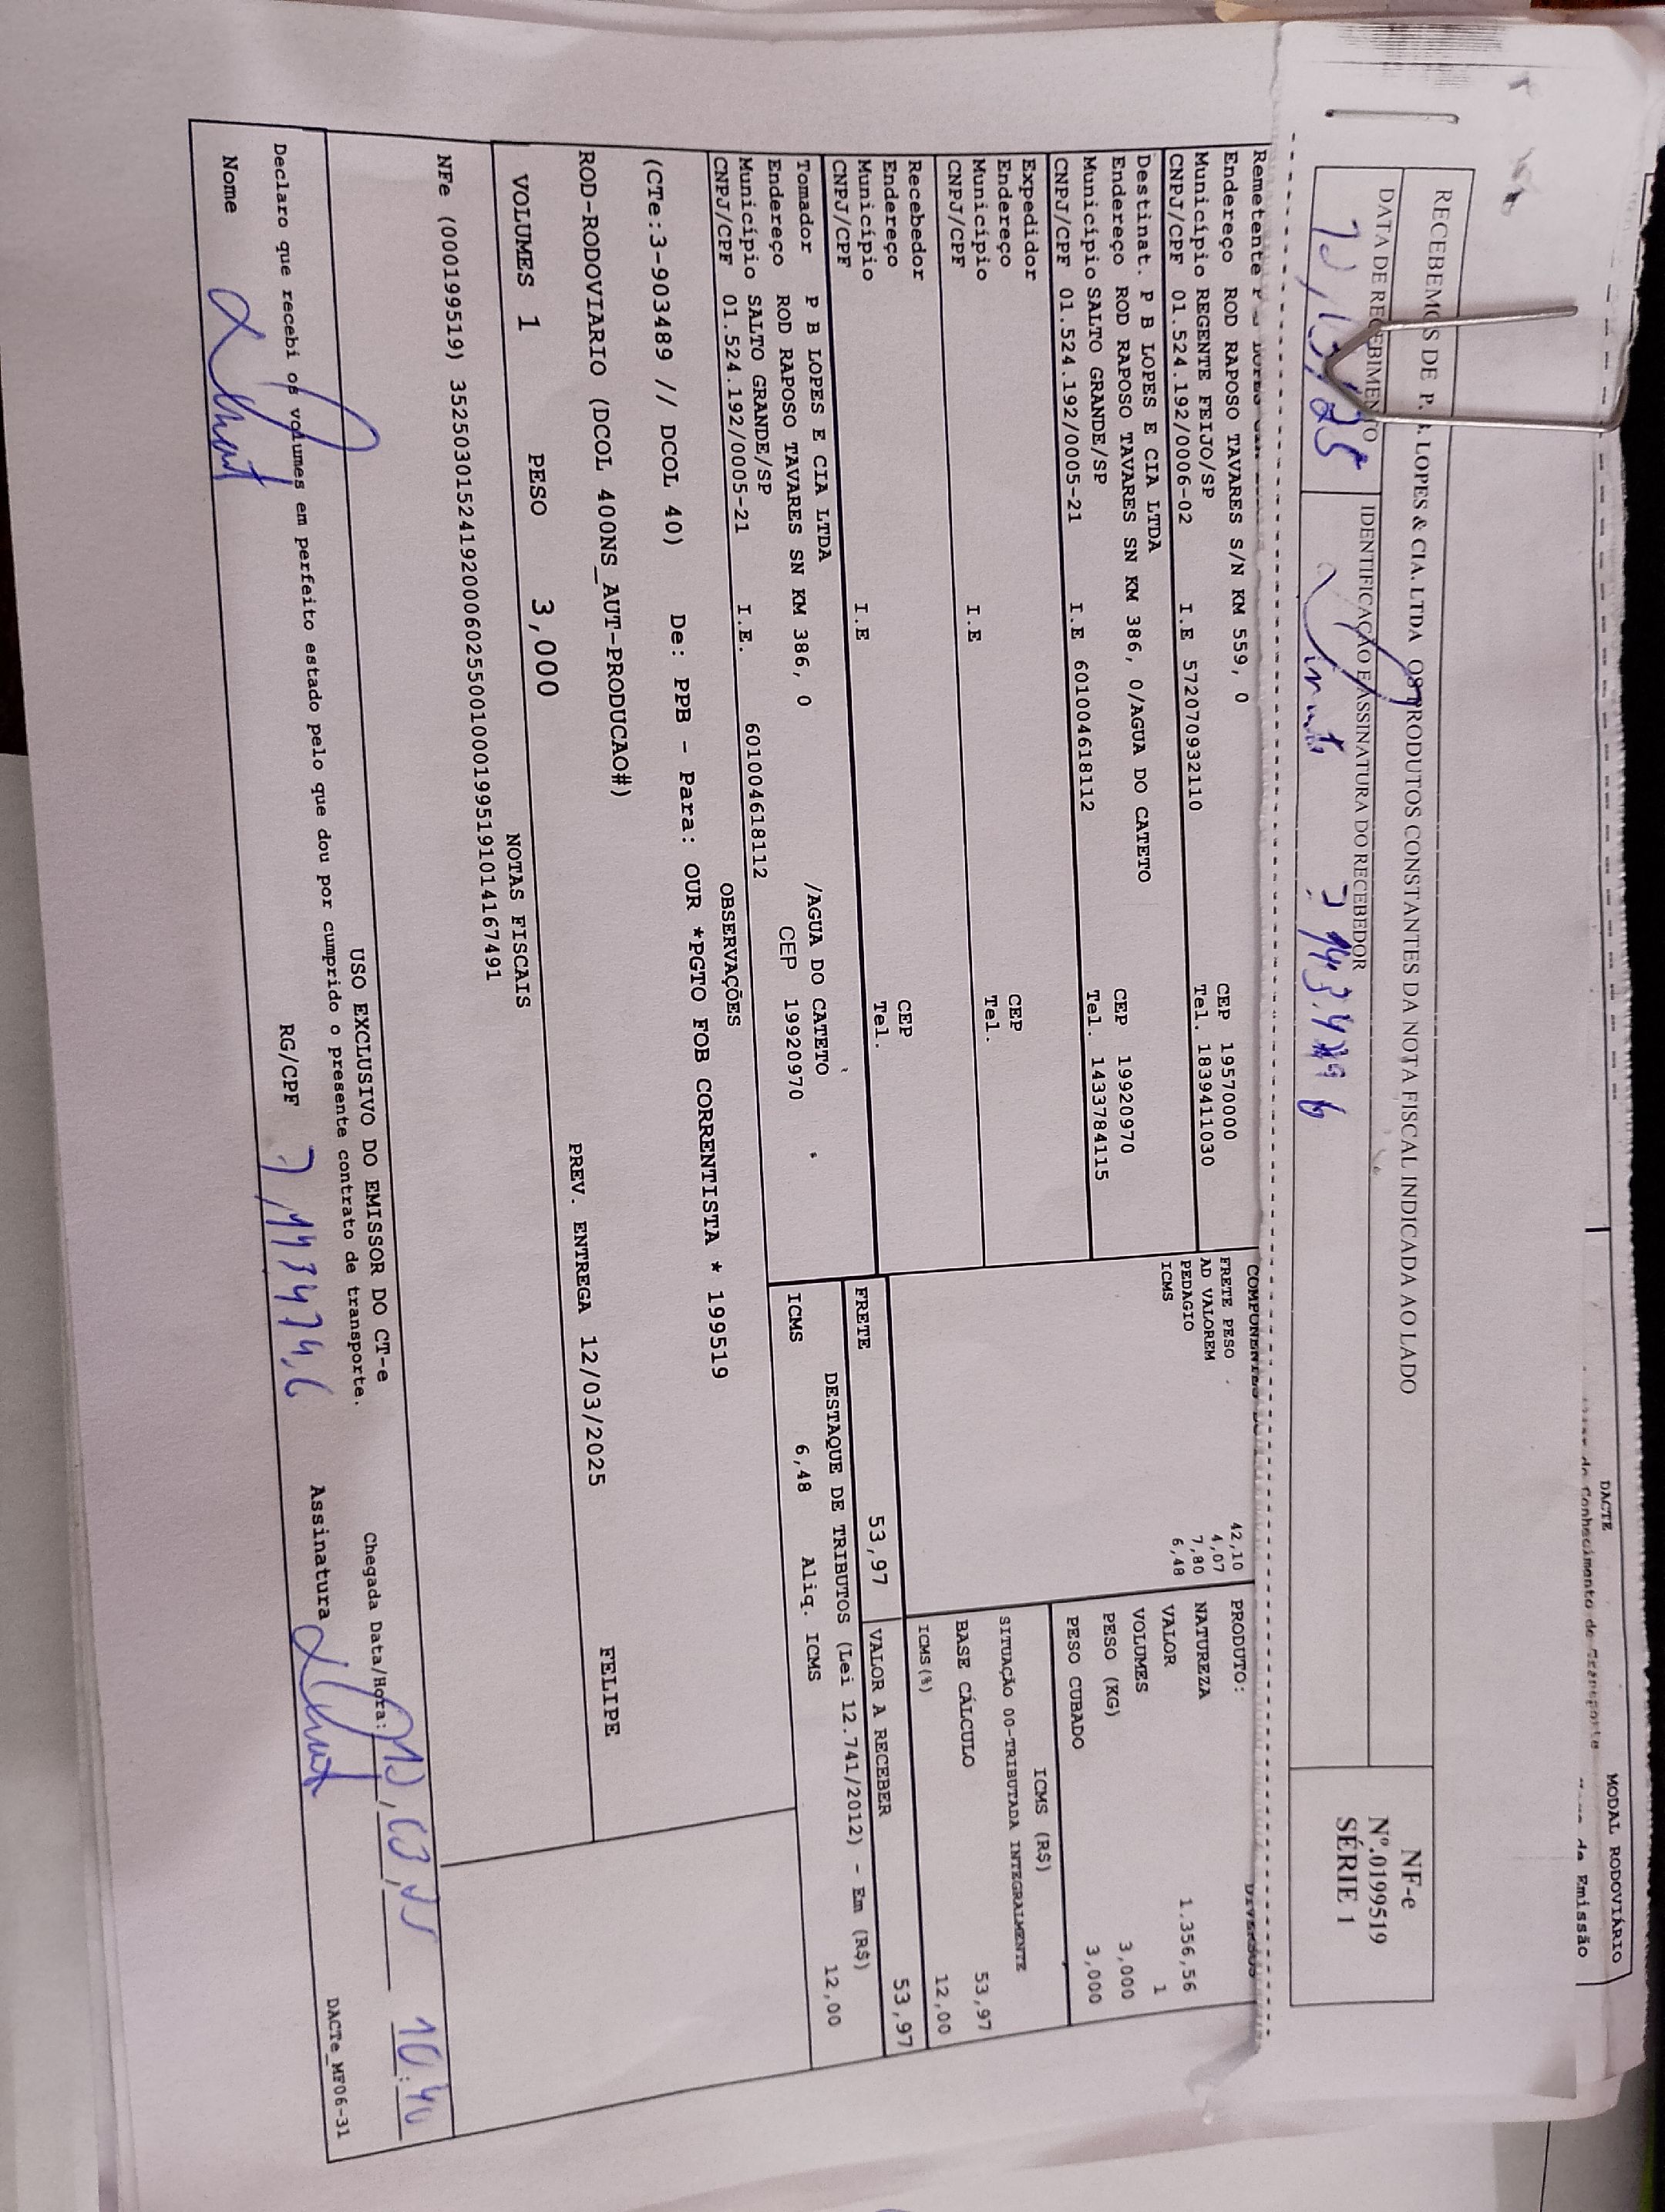 DACTE
MODAL RODOVIÁRIO
de Conhecimento de Transporte
da Emissão
RECEBEMOS DE P. B. LOPES & CIA. LTDA OS PRODUTOS CONSTANTES DA NOTA FISCAL INDICADA AO LADO
DATA DE RECEBIMENTO
IDENTIFICAÇÃO E ASSINATURA DO RECEBEDOR
NF-e
Nº.0199519
SÉRIE 1
Remetente
Endereço ROD RAPOSO TAVARES S/N KM 559, 0
CEP 19570000
Município REGENTE FEIJO/SP
Tel. 1839411030
CNPJ/CPF 01.524.192/0006-02
I.E 572070932110
Destinat. P B LOPES E CIA LTDA
Endereço ROD RAPOSO TAVARES SN KM 386, 0/AGUA DO CATETO
CEP 19920970
Município SALTO GRANDE/SP
Tel. 1433784115
CNPJ/CPF 01.524.192/0005-21
I.E 601004618112
Expedidor
Endereço
CEP
Município
Tel.
CNPJ/CPF
I.E
Recebedor
Endereço
CEP
Município
Tel.
CNPJ/CPF
I.E
Tomador P B LOPES E CIA LTDA
/AGUA DO CATETO
Endereço ROD RAPOSO TAVARES SN KM 386, 0
CEP 19920970
Município SALTO GRANDE/SP
CNPJ/CPF 01.524.192/0005-21
I.E. 601004618112
COMPONENTES
FRETE PESO 42,10
AD VALOREM 4,07
PEDAGIO 7,80
ICMS 6,48
PRODUTO: DIVERSOS
NATUREZA
VALOR 1.356,56
VOLUMES 1
PESO (KG) 3,000
PESO CUBADO 3,000
ICMS (R$)
SITUAÇÃO 00-TRIBUTADA INTEGRALMENTE
BASE CÁLCULO 53,97
ICMS(%) 12,00
FRETE 53,97
VALOR A RECEBER 53,97
DESTAQUE DE TRIBUTOS (Lei 12.741/2012) - Em (R$)
ICMS 6,48 Aliq. ICMS 12,00
OBSERVAÇÕES
(CTe:3-903489 // DCOL 40) De: PPB - Para: OUR *PGTO FOB CORRENTISTA * 199519
ROD-RODOVIARIO (DCOL 400NS_AUT-PRODUCAO#)
PREV. ENTREGA 12/03/2025
FELIPE
VOLUMES 1 PESO 3,000
NOTAS FISCAIS
NFe (000199519) 35250301524192000602550010001995191014167491
USO EXCLUSIVO DO EMISSOR DO CT-e
Declaro que recebi os volumes em perfeito estado pelo que dou por cumprido o presente contrato de transporte.
Chegada Data/Hora: 10:40
Nome
RG/CPF
Assinatura
DACTe_MF06-31